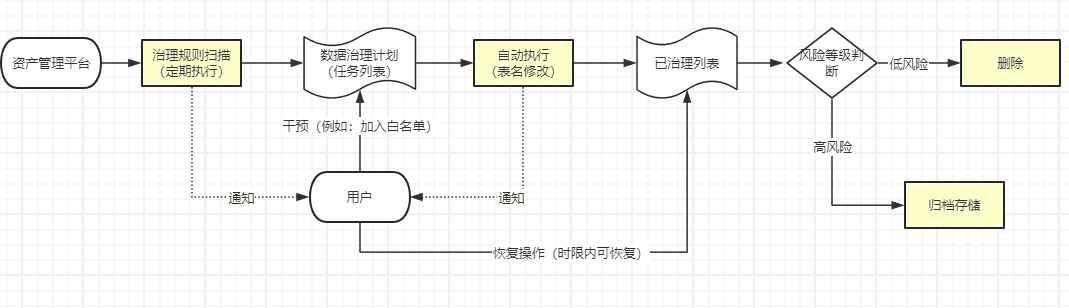 资产管理平台
治理规则扫描
（定期执行）
数据治理计划
（任务列表）
自动执行
（表名修改）
已治理列表
风险等级判
断
低风险
删除
干预（例如：加入白名单）
高风险
通知
用户
通知
归档存储
恢复操作（时限内可恢复）